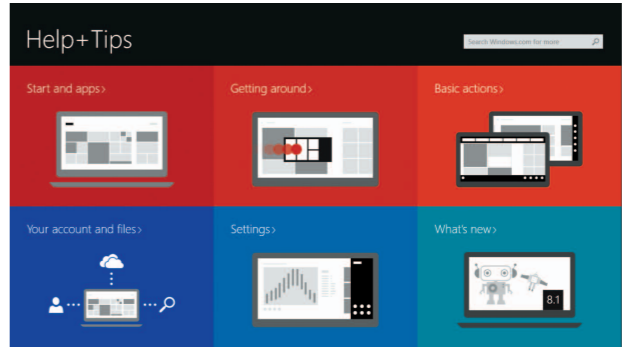 Help+Tips
Search Windows.com for more
Start and apps>
Getting around>
Basic actions>
Your account and files>
Settings>
What's new>
8.1